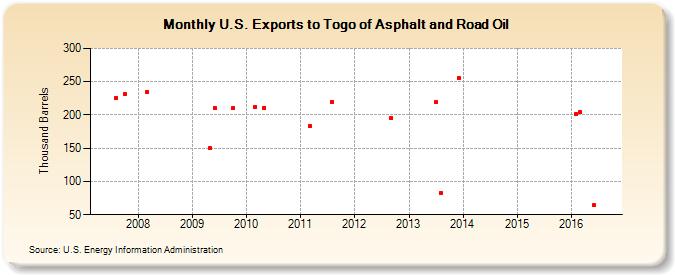 Monthly U.S. Exports to Togo of Asphalt and Road Oil
Thousand Barrels
300
250
200
150
100
50
2008 2009 2010 2011 2012 2013 2014 2015 2016
Source: U.S. Energy Information Administration